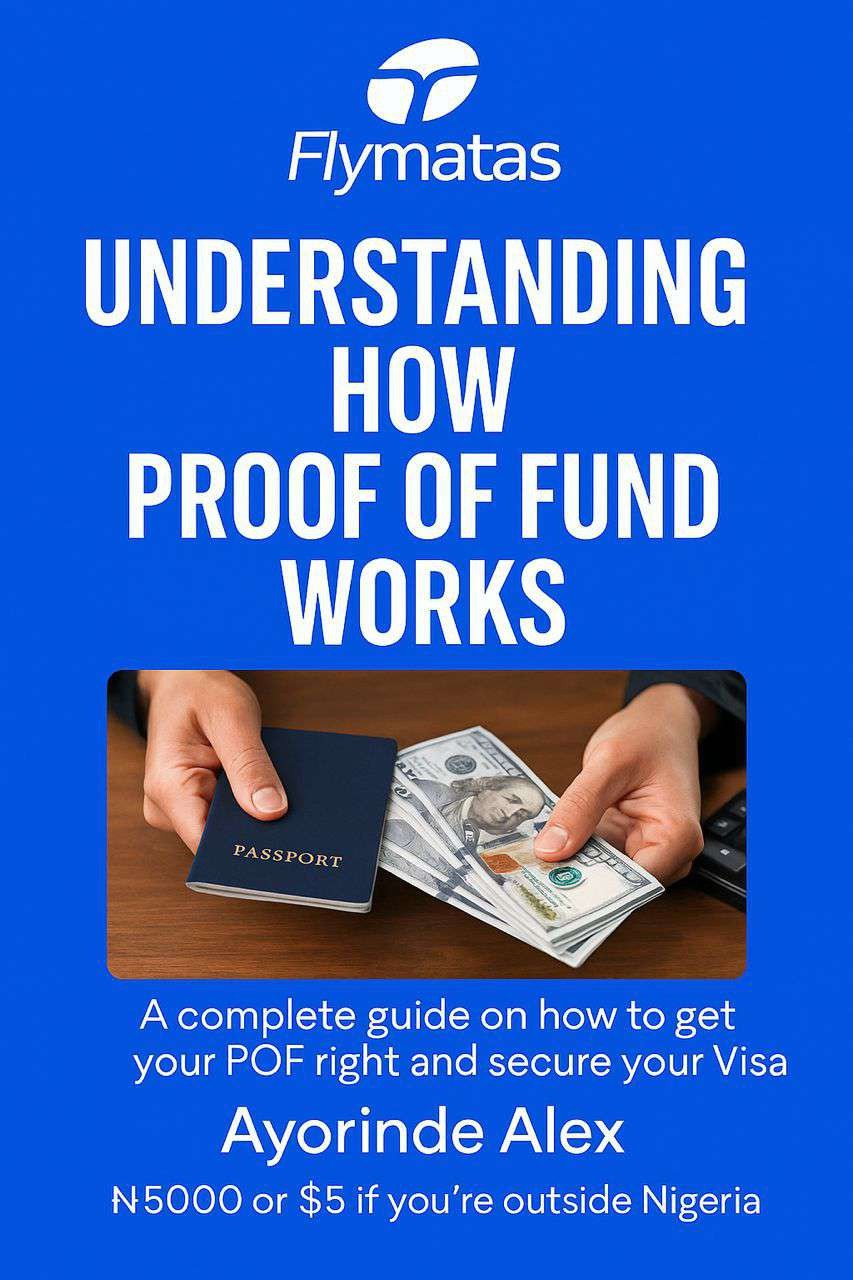 Flymatas
UNDERSTANDING
HOW
PROOF OF FUND
WORKS
PASSPORT
A complete guide on how to get
your POF right and secure your Visa
Ayorinde Alex
₦5000 or $5 if you're outside Nigeria